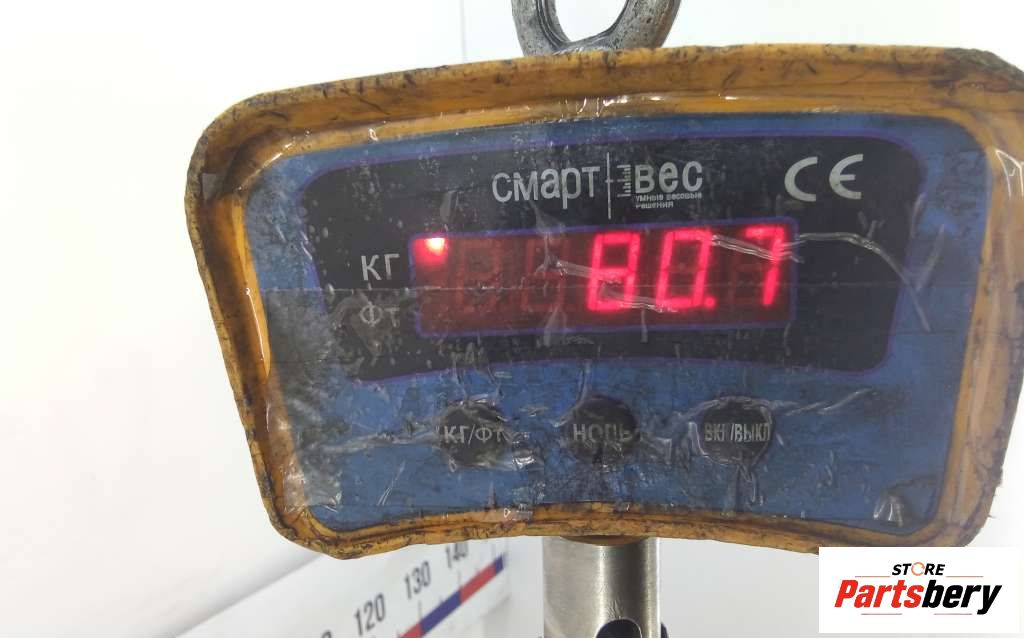 смарт вес
умные весовые
решения
CE
КГ
80.7
ФТ
КГ/ФТ НОЛЬ ВКЛ/ВЫКЛ
120 130 140
STORE
Partsbery